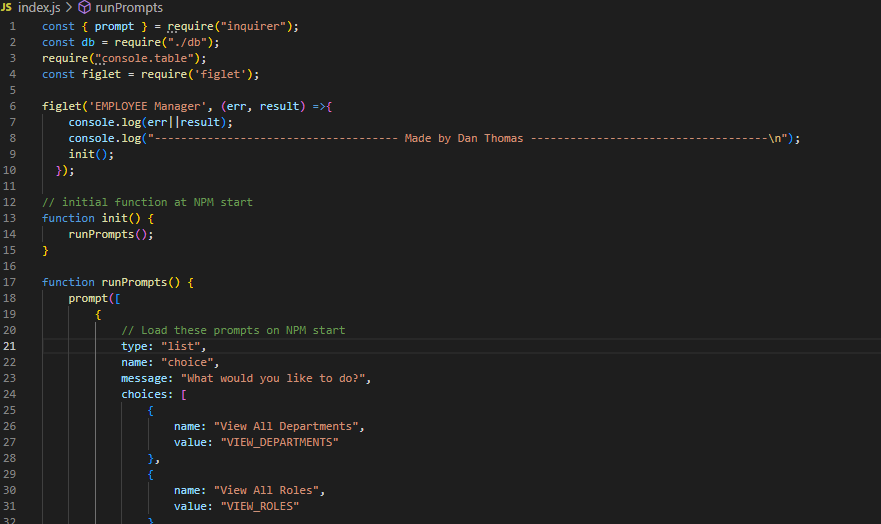 JS index.js > runPrompts
1 const { prompt } = require("inquirer");
2 const db = require("./db");
3 require("console.table");
4 const figlet = require('figlet');
5
6 figlet('EMPLOYEE Manager', (err, result) =>{
7 console.log(err||result);
8 console.log("------------------------------------- Made by Dan Thomas ------------------------------------\n");
9 init();
10 });
11
12 // initial function at NPM start
13 function init() {
14 runPrompts();
15 }
16
17 function runPrompts() {
18 prompt([
19 {
20 // Load these prompts on NPM start
21 type: "list",
22 name: "choice",
23 message: "What would you like to do?",
24 choices: [
25 {
26 name: "View All Departments",
27 value: "VIEW_DEPARTMENTS"
28 },
29 {
30 name: "View All Roles",
31 value: "VIEW_ROLES"
32 }